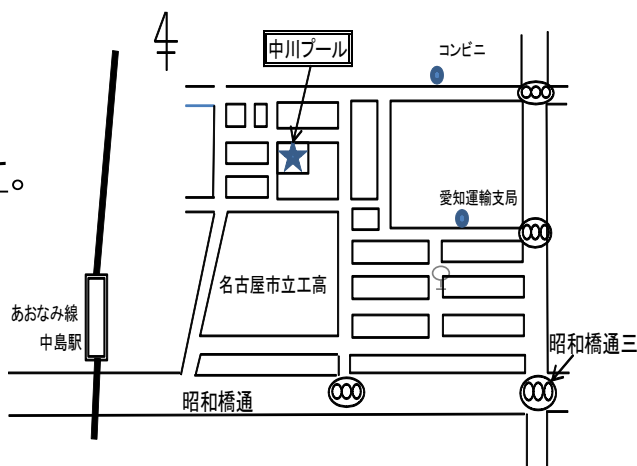 中川プール
コンビニ
。
愛知運輸支局
名古屋市立工高
あおなみ線
中島駅
昭和橋通三
昭和橋通